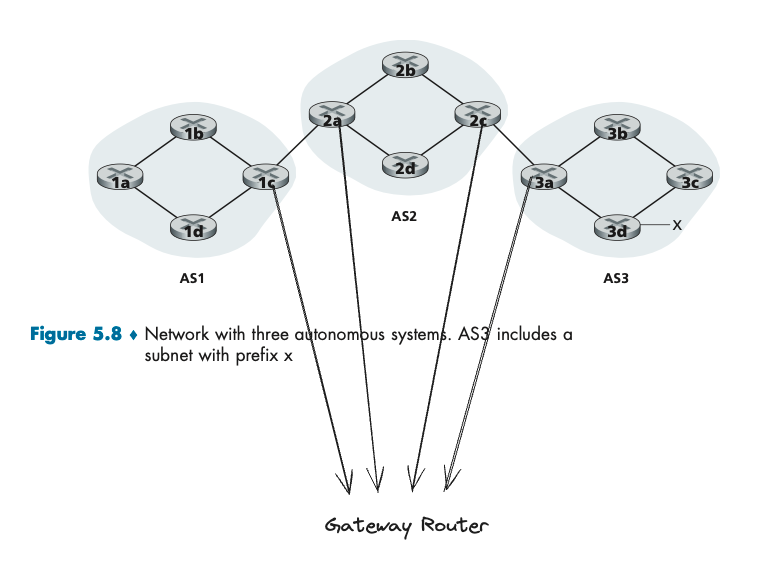 2b
2a
2c
2d
AS2
1b
1a
1c
1d
AS1
3b
3a
3c
3d
x
AS3
Figure 5.8 ♦ Network with three autonomous systems. AS3 includes a
subnet with prefix x
Gateway Router